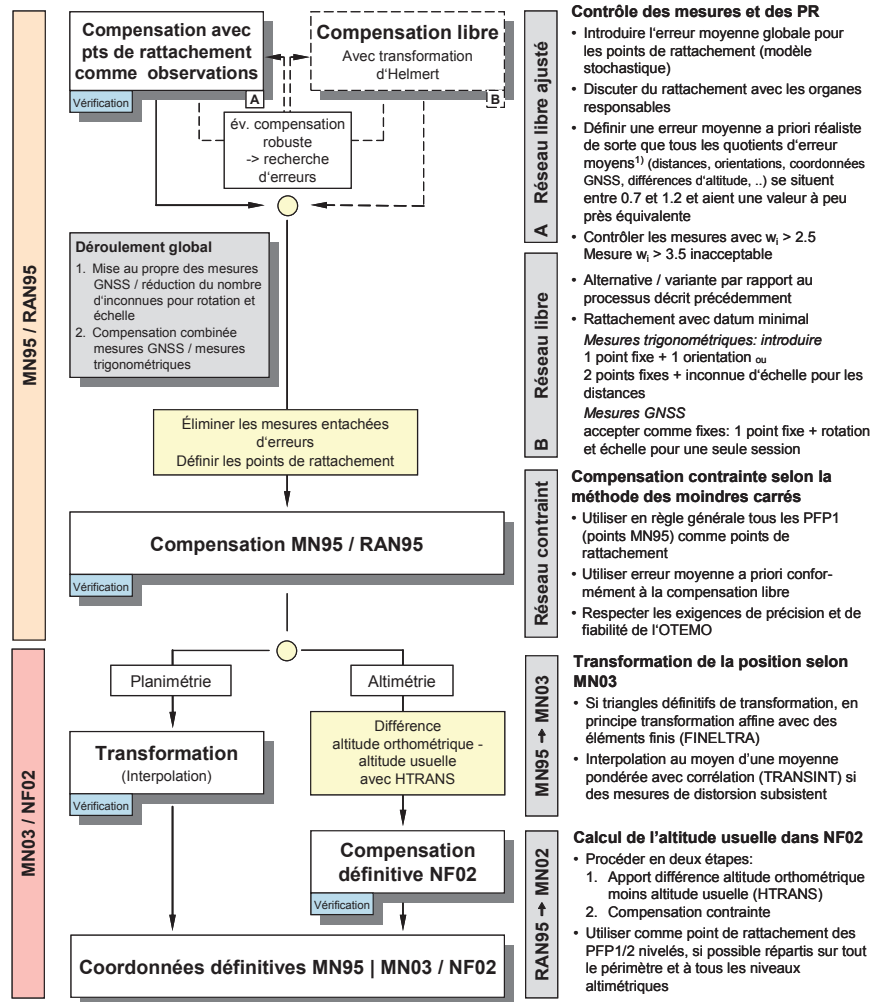 Compensation avec
pts de rattachement
comme observations
Vérification
A
Compensation libre
Avec transformation
d'Helmert
B
év. compensation
robuste
-> recherche
d'erreurs
Déroulement global
1. Mise au propre des mesures
GNSS / réduction du nombre
d'inconnues pour rotation et
échelle
2. Compensation combinée
mesures GNSS / mesures
trigonométriques
MN95 / RAN95
Éliminer les mesures entachées
d'erreurs
Définir les points de rattachement
Compensation MN95 / RAN95
Vérification
MN03 / NF02
Planimétrie
Altimétrie
Transformation
(Interpolation)
Vérification
Différence
altitude orthométrique -
altitude usuelle
avec HTRANS
Compensation
définitive NF02
Vérification
Coordonnées définitives MN95 | MN03 / NF02
A Réseau libre ajusté
Contrôle des mesures et des PR
• Introduire l'erreur moyenne globale pour
les points de rattachement (modèle
stochastique)
• Discuter du rattachement avec les organes
responsables
• Définir une erreur moyenne a priori réaliste
de sorte que tous les quotients d'erreur
moyens1) (distances, orientations, coordonnées
GNSS, différences d'altitude, ..) se situent
entre 0.7 et 1.2 et aient une valeur à peu
près équivalente
• Contrôler les mesures avec wi > 2.5
Mesure wi > 3.5 inacceptable
B Réseau libre
• Alternative / variante par rapport au
processus décrit précédemment
• Rattachement avec datum minimal
Mesures trigonométriques: introduire
1 point fixe + 1 orientation ou
2 points fixes + inconnue d'échelle pour les
distances
Mesures GNSS
accepter comme fixes: 1 point fixe + rotation
et échelle pour une seule session
Réseau contraint
Compensation contrainte selon la
méthode des moindres carrés
• Utiliser en règle générale tous les PFP1
(points MN95) comme points de
rattachement
• Utiliser erreur moyenne a priori confor-
mément à la compensation libre
• Respecter les exigences de précision et de
fiabilité de l'OTEMO
MN95 → MN03
Transformation de la position selon
MN03
• Si triangles définitifs de transformation, en
principe transformation affine avec des
éléments finis (FINELTRA)
• Interpolation au moyen d'une moyenne
pondérée avec corrélation (TRANSINT) si
des mesures de distorsion subsistent
RAN95 → MN02
Calcul de l'altitude usuelle dans NF02
• Procéder en deux étapes:
1. Apport différence altitude orthométrique
moins altitude usuelle (HTRANS)
2. Compensation contrainte
• Utiliser comme point de rattachement des
PFP1/2 nivelés, si possible répartis sur tout
le périmètre et à tous les niveaux
altimétriques